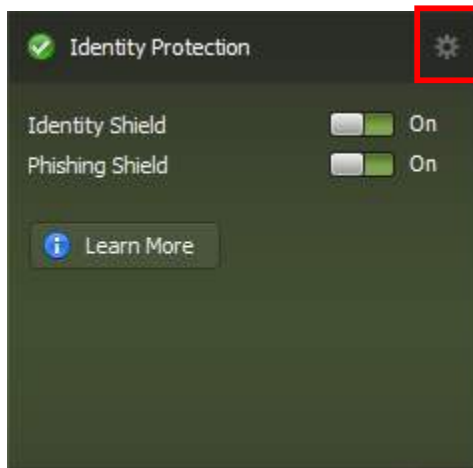 Identity Protection
Identity Shield On
Phishing Shield On
Learn More